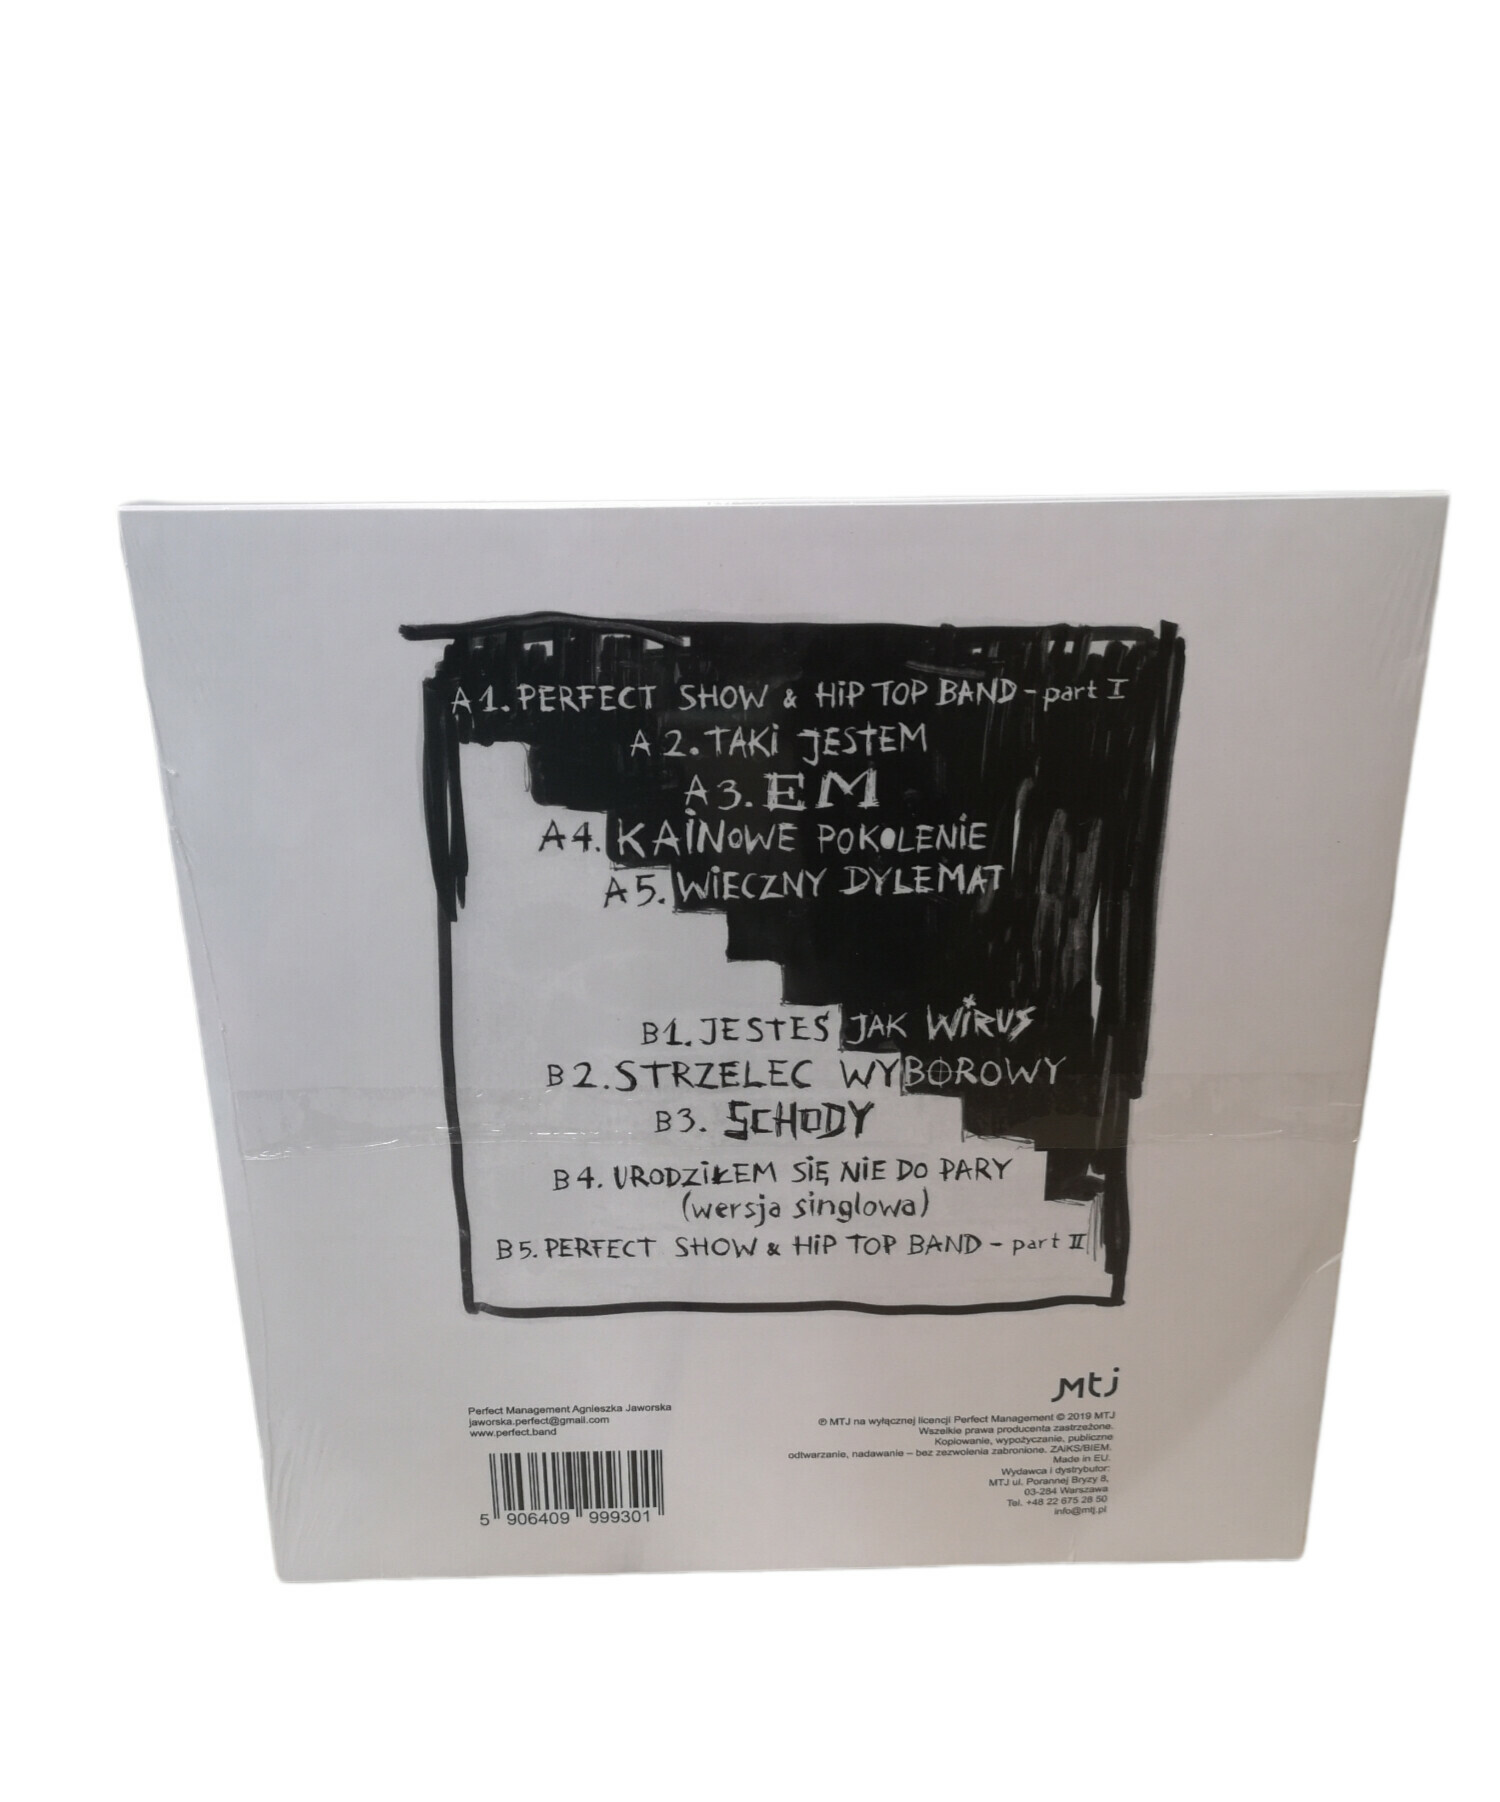 A1. PERFECT SHOW & HiP TOP BAND - part I
A2. TAKi JESTEM
A3. EM
A4. KAiNOWE POKOLENiE
A5. WiECZNY DYLEMAT
B1. JESTEŚ JAK WiRUS
B2. STRZELEC WYBOROWY
B3. SCHODY
B4. URODZiŁEM SiĘ NiE DO PARY
(wersja singlowa)
B5. PERFECT SHOW & HiP TOP BAND - part II
mtj
Perfect Management Agnieszka Jaworska
jaworska.perfect@gmail.com
www.perfect.band
5 906409 999301
℗ MTJ na wyłącznej licencji Perfect Management © 2019 MTJ
Wszelkie prawa producenta zastrzeżone.
Kopiowanie, wypożyczanie, publiczne
odtwarzanie, nadawanie – bez zezwolenia zabronione. ZAiKS/BIEM.
Made in EU.
Wydawca i dystrybutor:
MTJ ul. Porannej Bryzy 8,
03-284 Warszawa
Tel. +48 22 675 28 50
info@mtj.pl